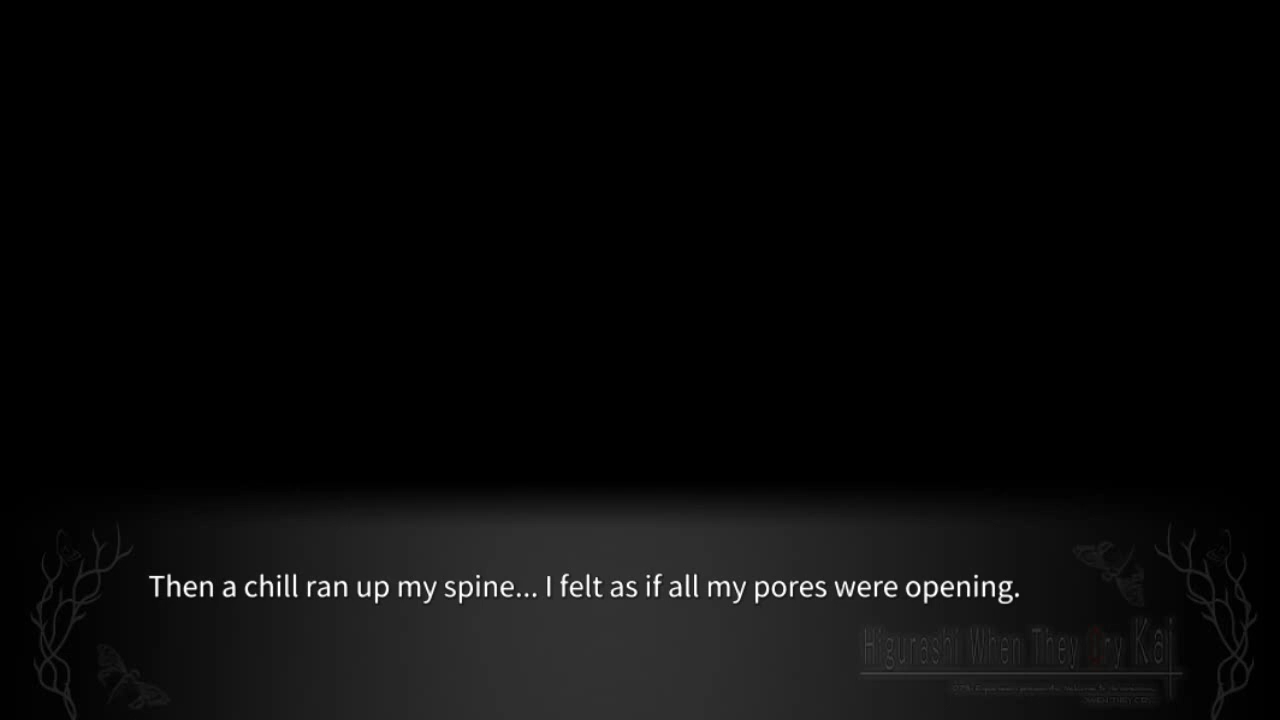 Then a chill ran up my spine... I felt as if all my pores were opening.
Higurashi When They Cry Kai